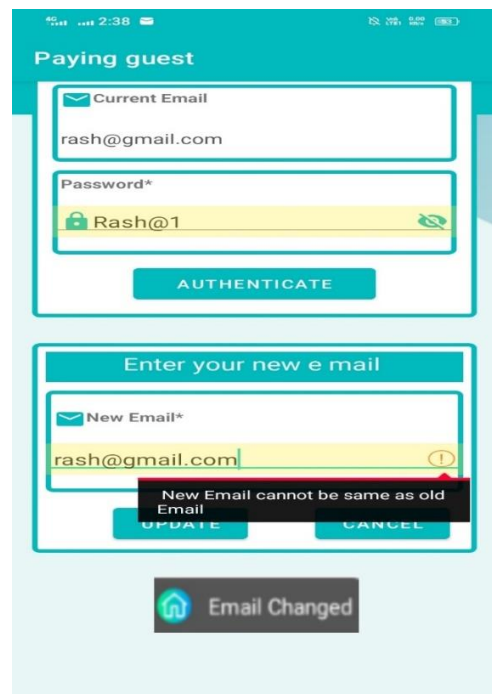 2:38
Paying guest
Current Email
rash@gmail.com
Password*
Rash@1
AUTHENTICATE
Enter your new e mail
New Email*
rash@gmail.com
New Email cannot be same as old
Email
UPDATE CANCEL
Email Changed